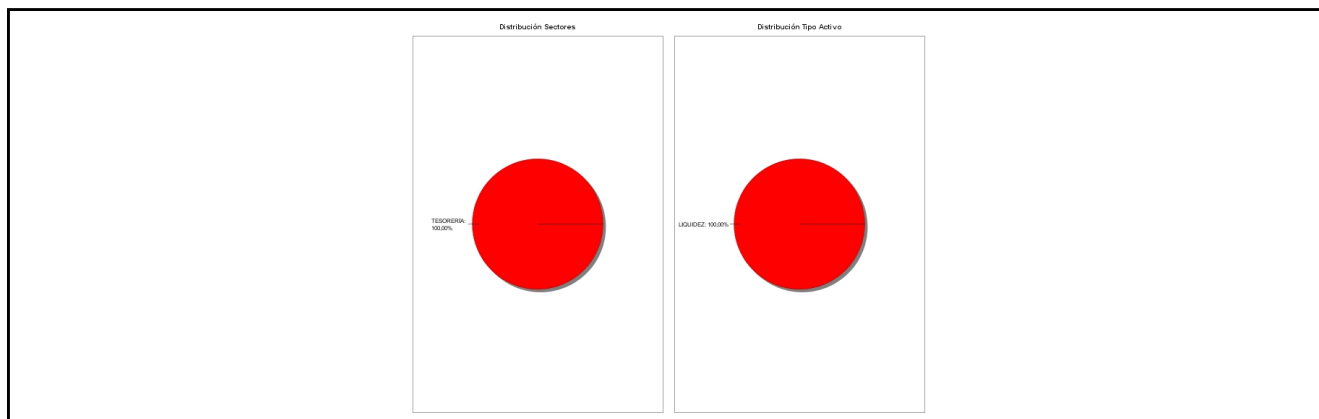 Distribución Sectores
TESORERÍA:
100,00%
Distribución Tipo Activo
LIQUIDEZ: 100,00%